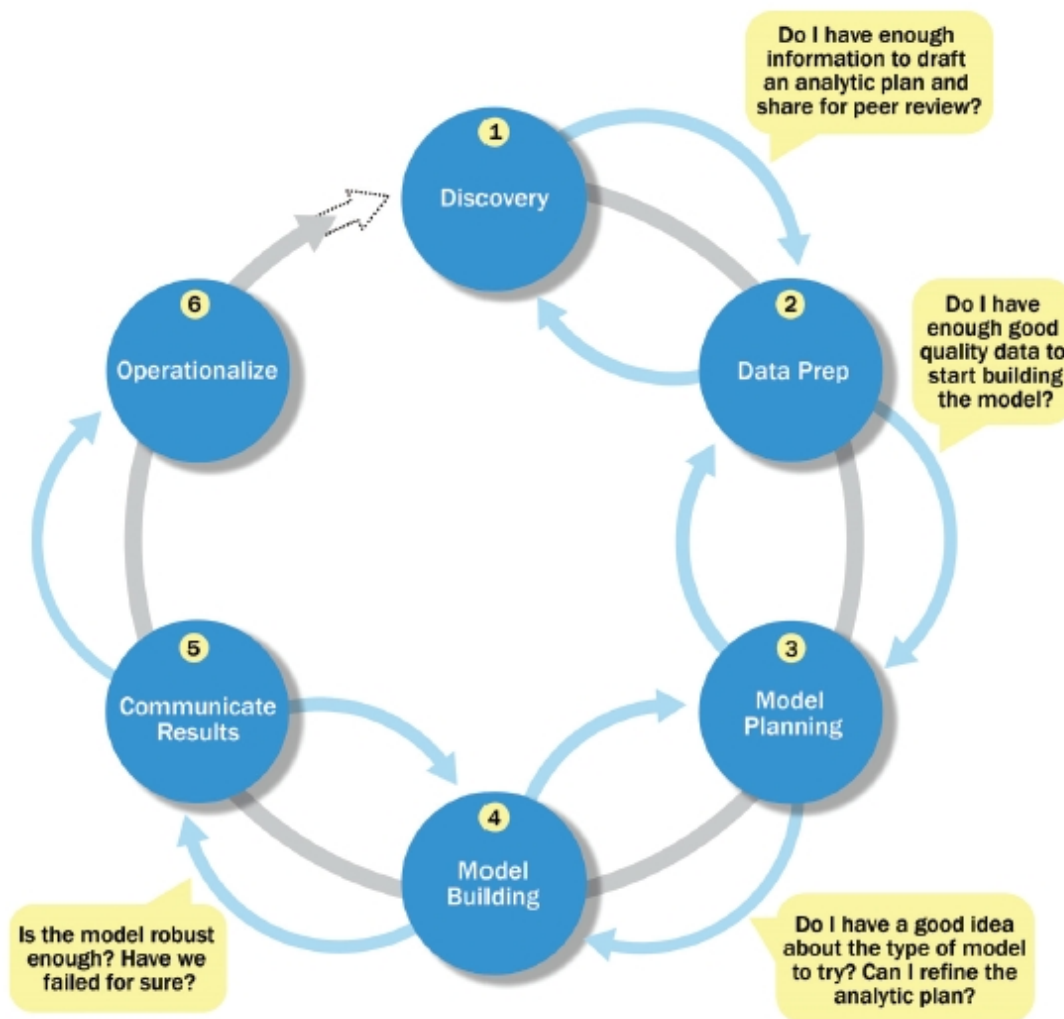 Do I have enough
information to draft
an analytic plan and
share for peer review?
1
Discovery
2
Data Prep
Do I have
enough good
quality data to
start building
the model?
3
Model
Planning
Do I have a good idea
about the type of model
to try? Can I refine the
analytic plan?
4
Model
Building
Is the model robust
enough? Have we
failed for sure?
5
Communicate
Results
6
Operationalize